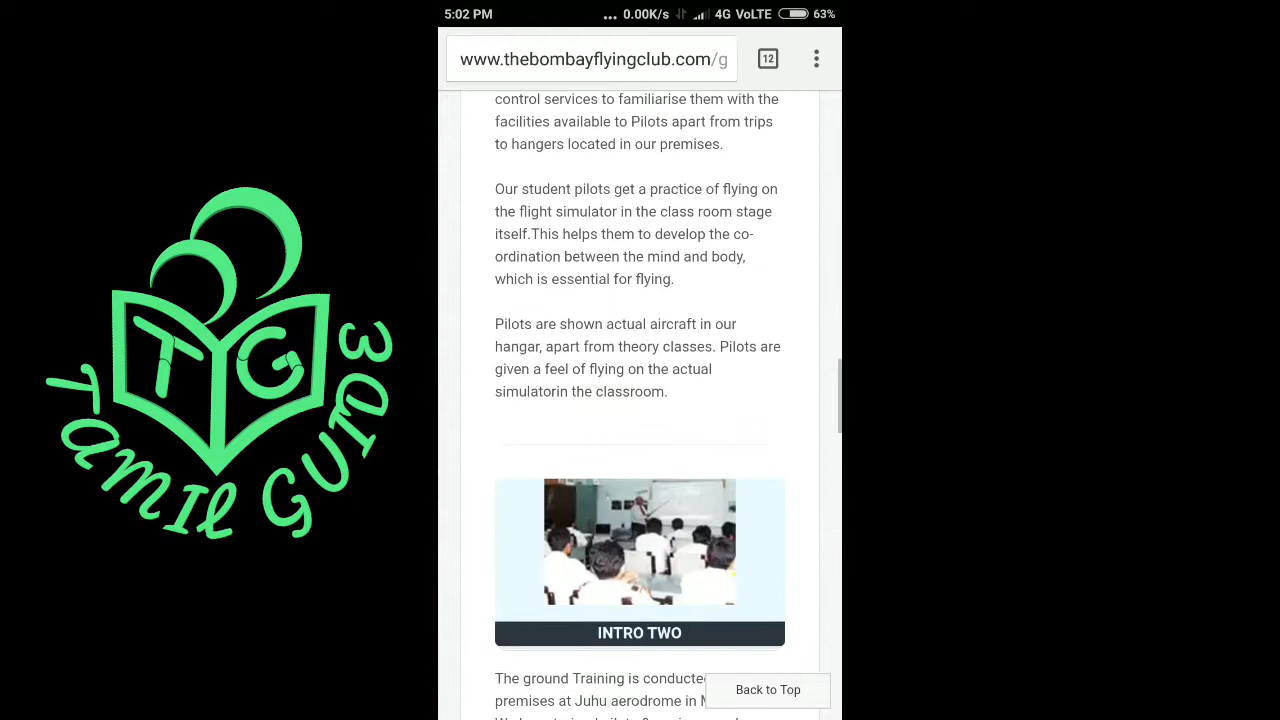 5:02 PM
... 0.00K/s 4G VoLTE 63%
www.thebombayflyingclub.com/g
12
control services to familiarise them with the
facilities available to Pilots apart from trips
to hangers located in our premises.
Our student pilots get a practice of flying on
the flight simulator in the class room stage
itself.This helps them to develop the co-
ordination between the mind and body,
which is essential for flying.
Pilots are shown actual aircraft in our
hangar, apart from theory classes. Pilots are
given a feel of flying on the actual
simulatorin the classroom.
INTRO TWO
The ground Training is conducted
premises at Juhu aerodrome in
Back to Top
TG
TAMIL GUIDE